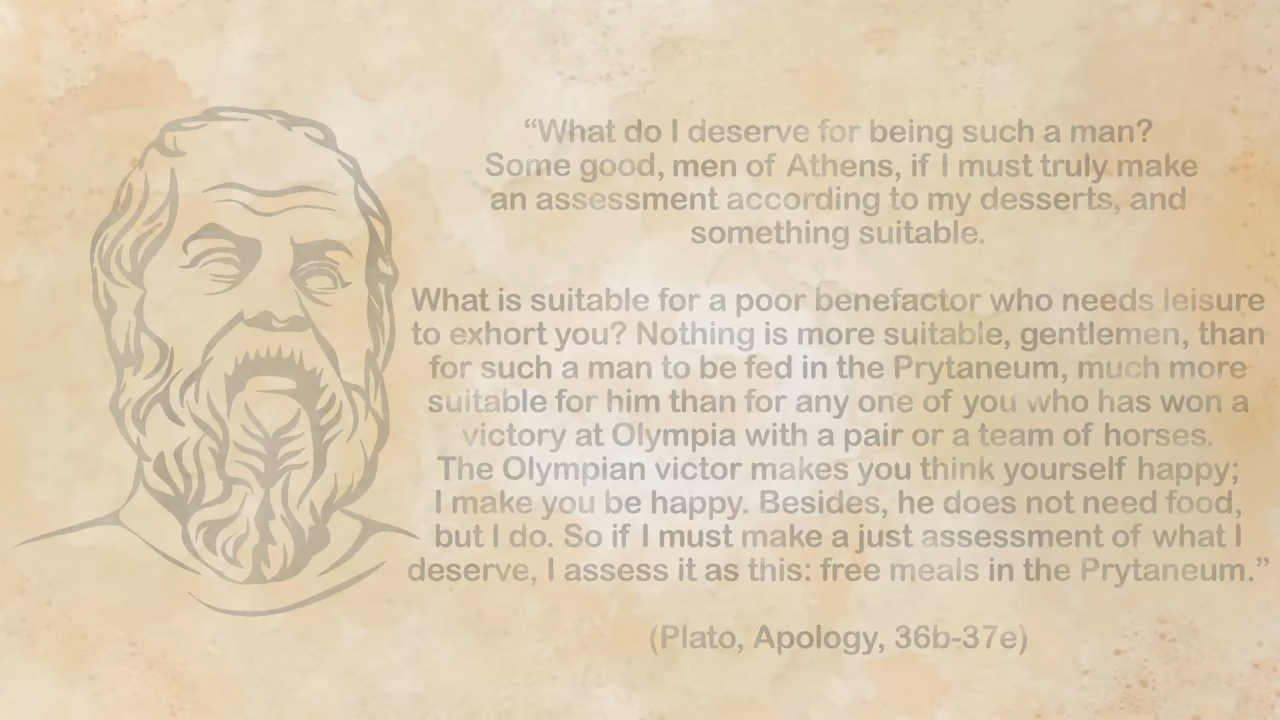 “What do I deserve for being such a man?
Some good, men of Athens, if I must truly make
an assessment according to my desserts, and
something suitable.
What is suitable for a poor benefactor who needs leisure
to exhort you? Nothing is more suitable, gentlemen, than
for such a man to be fed in the Prytaneum, much more
suitable for him than for any one of you who has won a
victory at Olympia with a pair or a team of horses.
The Olympian victor makes you think yourself happy;
I make you be happy. Besides, he does not need food,
but I do. So if I must make a just assessment of what I
deserve, I assess it as this: free meals in the Prytaneum.”
(Plato, Apology, 36b-37e)